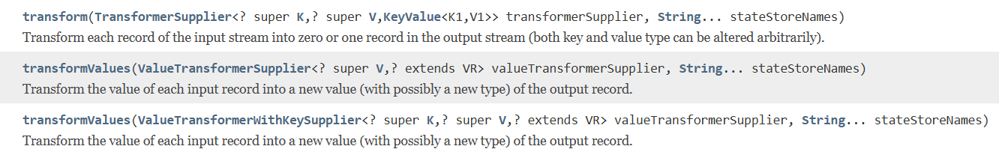 transform(TransformerSupplier<? super K,? super V,KeyValue<K1,V1>> transformerSupplier, String... stateStoreNames)
Transform each record of the input stream into zero or one record in the output stream (both key and value type can be altered arbitrarily).
transformValues(ValueTransformerSupplier<? super V,? extends VR> valueTransformerSupplier, String... stateStoreNames)
Transform the value of each input record into a new value (with possibly a new type) of the output record.
transformValues(ValueTransformerWithKeySupplier<? super K,? super V,? extends VR> valueTransformerSupplier, String... stateStoreNames)
Transform the value of each input record into a new value (with possibly a new type) of the output record.